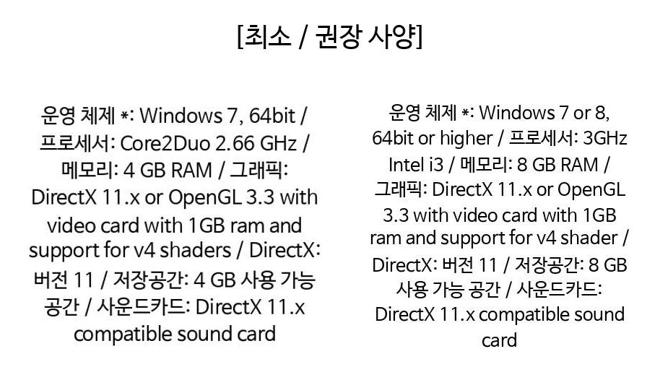 [최소 / 권장 사양]
운영 체제 *: Windows 7, 64bit /
프로세서: Core2Duo 2.66 GHz /
메모리: 4 GB RAM / 그래픽:
DirectX 11.x or OpenGL 3.3 with
video card with 1GB ram and
support for v4 shaders / DirectX:
버전 11 / 저장공간: 4 GB 사용 가능
공간 / 사운드카드: DirectX 11.x
compatible sound card
운영 체제 *: Windows 7 or 8,
64bit or higher / 프로세서: 3GHz
Intel i3 / 메모리: 8 GB RAM /
그래픽: DirectX 11.x or OpenGL
3.3 with video card with 1GB
ram and support for v4 shader /
DirectX: 버전 11 / 저장공간: 8 GB
사용 가능 공간 / 사운드카드:
DirectX 11.x compatible sound
card